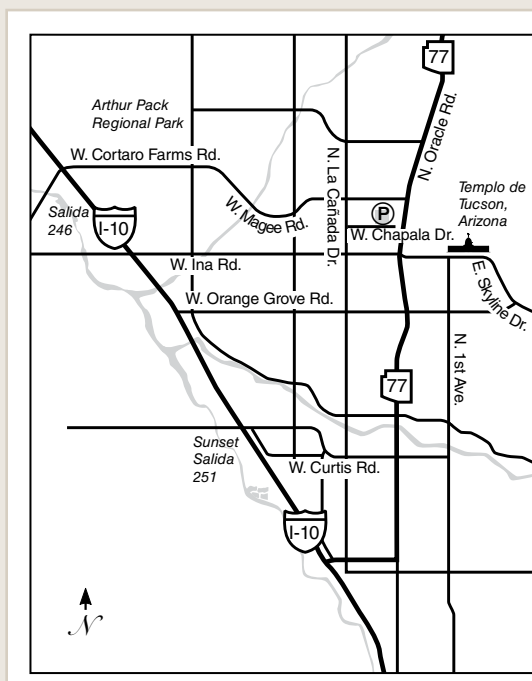 77
N. Oracle Rd.
Arthur Pack
Regional Park
W. Cortaro Farms Rd.
N. La Cañada Dr.
Templo de
Tucson,
Arizona
Salida
246
I-10
W. Magee Rd.
P
W. Chapala Dr.
W. Ina Rd.
E. Skyline Dr.
W. Orange Grove Rd.
N. 1st Ave.
77
Sunset
Salida
251
W. Curtis Rd.
I-10
N